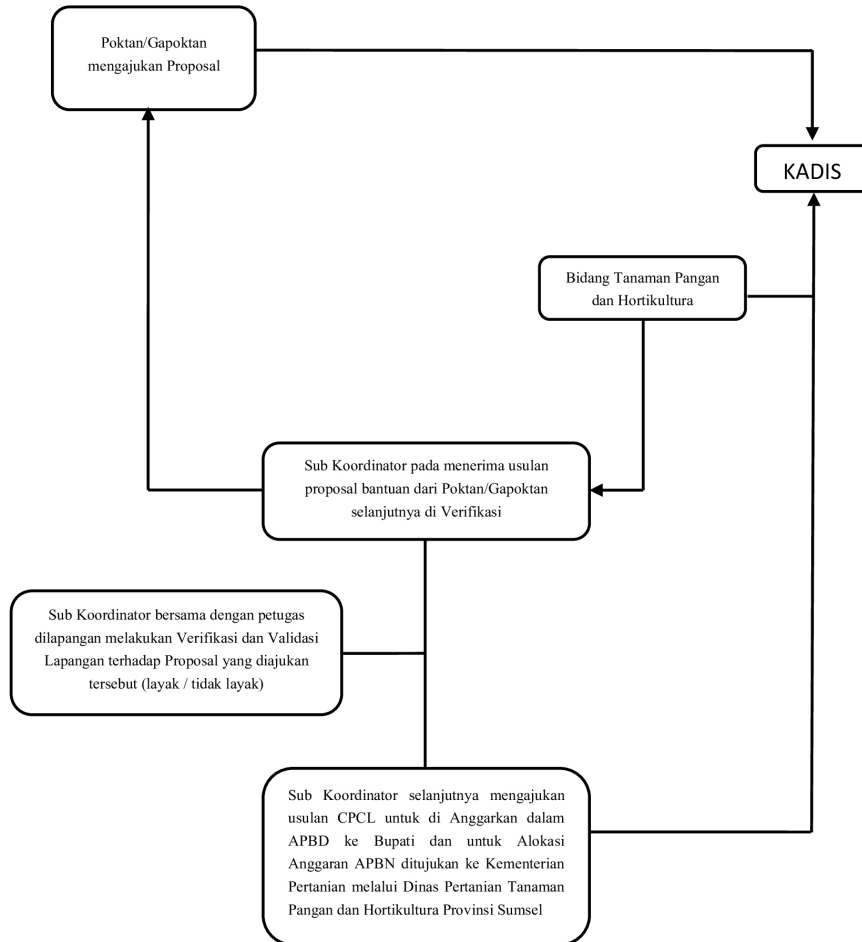 Poktan/Gapoktan
mengajukan Proposal
KADIS
Bidang Tanaman Pangan
dan Hortikultura
Sub Koordinator pada menerima usulan
proposal bantuan dari Poktan/Gapoktan
selanjutnya di Verifikasi
Sub Koordinator bersama dengan petugas
dilapangan melakukan Verifikasi dan Validasi
Lapangan terhadap Proposal yang diajukan
tersebut (layak / tidak layak)
Sub Koordinator selanjutnya mengajukan
usulan CPCL untuk di Anggarkan dalam
APBD ke Bupati dan untuk Alokasi
Anggaran APBN ditujukan ke Kementerian
Pertanian melalui Dinas Pertanian Tanaman
Pangan dan Hortikultura Provinsi Sumsel